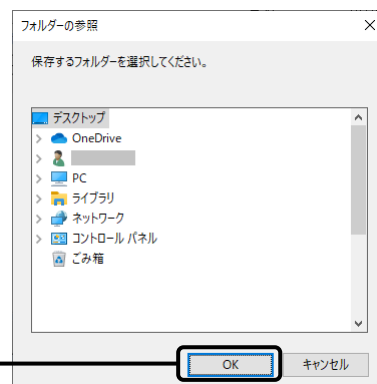 フォルダーの参照
保存するフォルダーを選択してください。
デスクトップ
OneDrive
PC
ライブラリ
ネットワーク
コントロール パネル
ごみ箱
OK
キャンセル